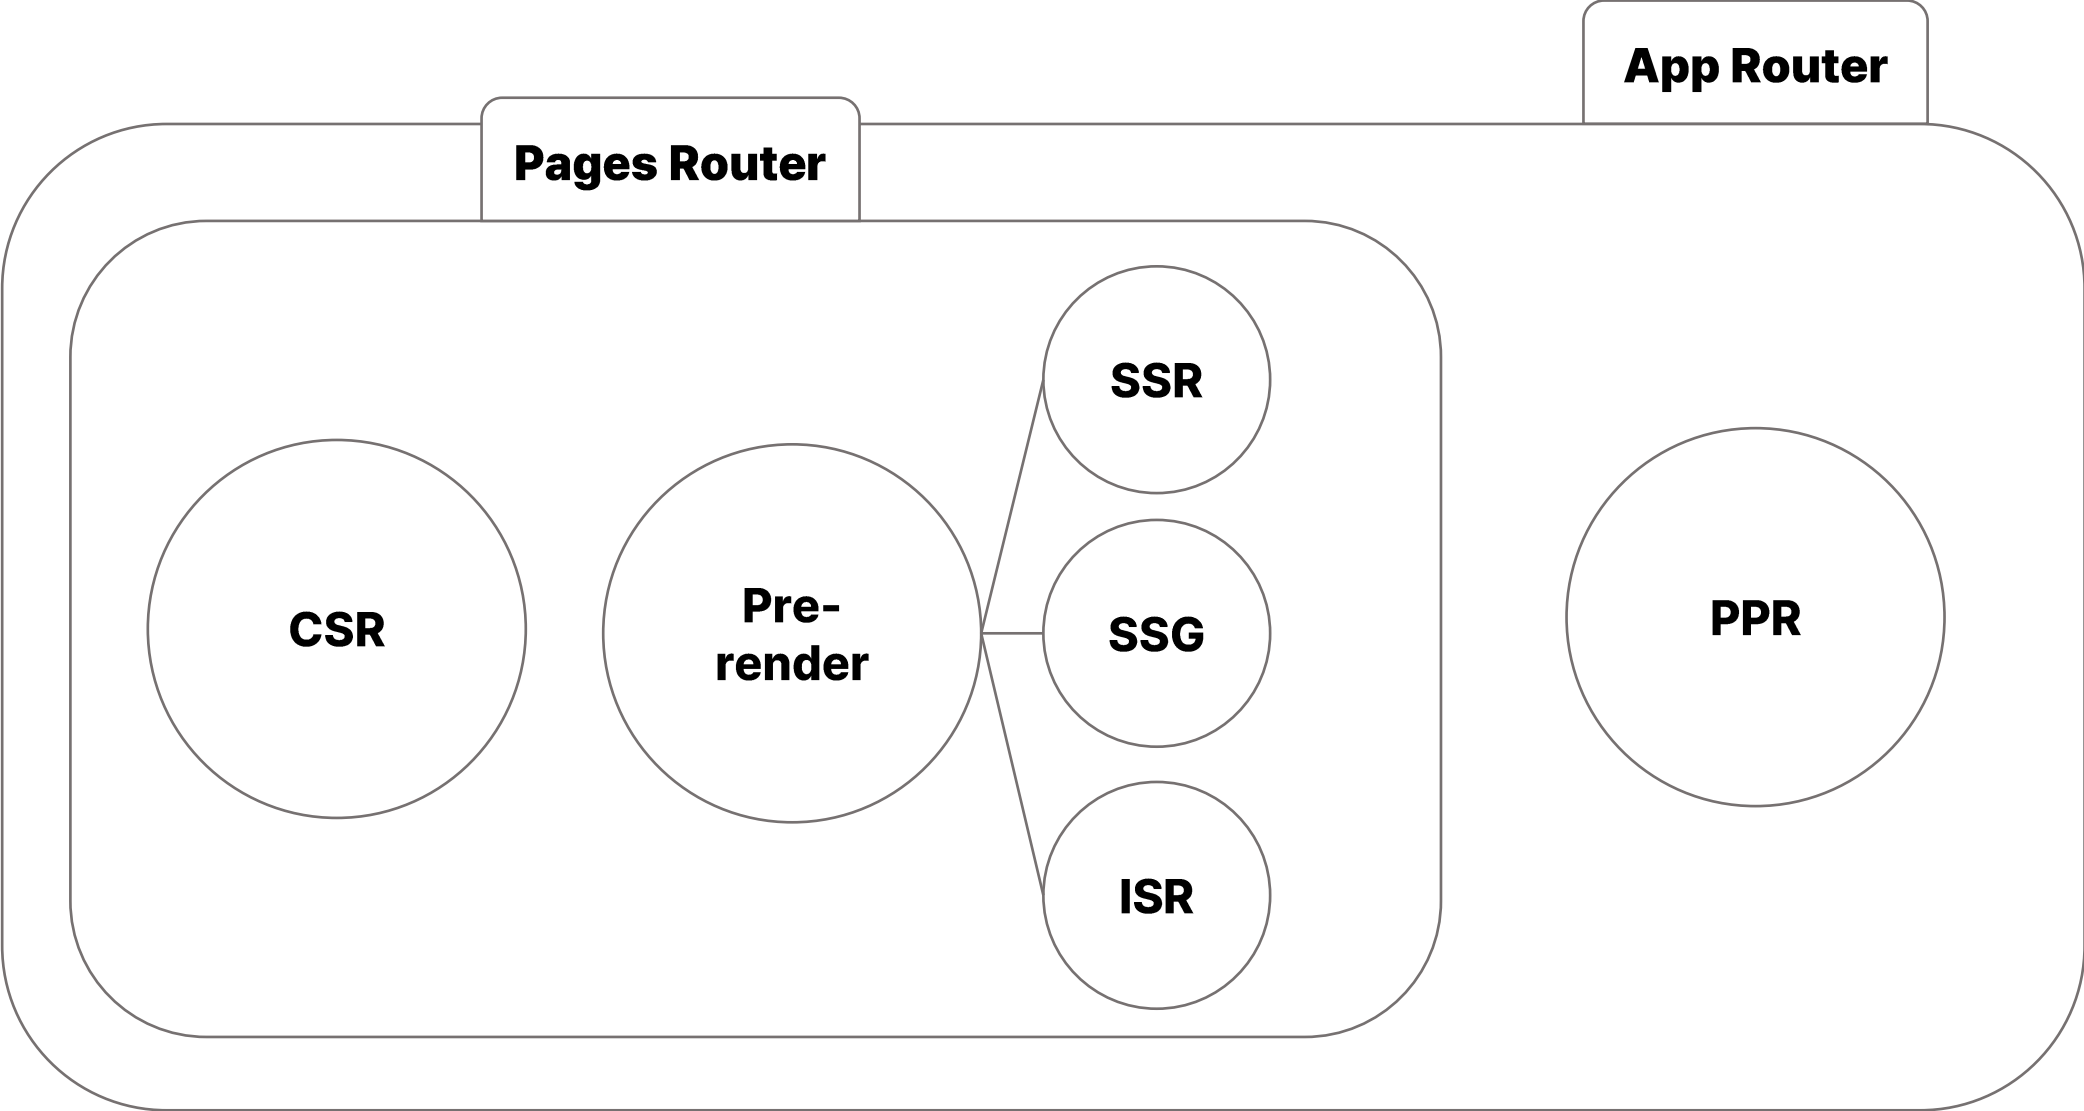 App Router
Pages Router
CSR
Pre-
render
SSR
SSG
ISR
PPR